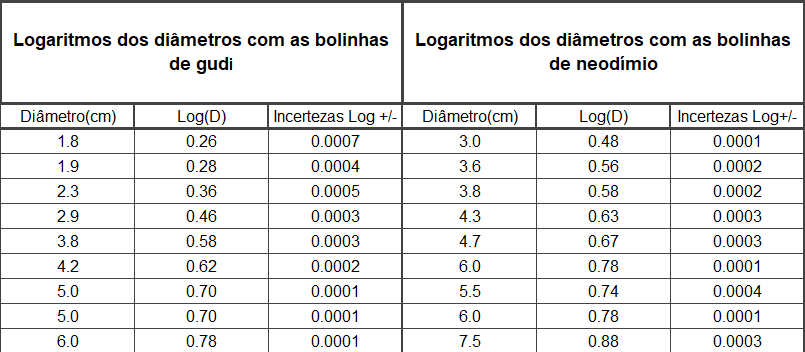 Logaritmos dos diâmetros com as bolinhas de gudi | Logaritmos dos diâmetros com as bolinhas de neodímio
Diâmetro(cm) | Log(D) | Incertezas Log +/- | Diâmetro(cm) | Log(D) | Incertezas Log+/-
1.8 | 0.26 | 0.0007 | 3.0 | 0.48 | 0.0001
1.9 | 0.28 | 0.0004 | 3.6 | 0.56 | 0.0002
2.3 | 0.36 | 0.0005 | 3.8 | 0.58 | 0.0002
2.9 | 0.46 | 0.0003 | 4.3 | 0.63 | 0.0003
3.8 | 0.58 | 0.0003 | 4.7 | 0.67 | 0.0003
4.2 | 0.62 | 0.0002 | 6.0 | 0.78 | 0.0001
5.0 | 0.70 | 0.0001 | 5.5 | 0.74 | 0.0004
5.0 | 0.70 | 0.0001 | 6.0 | 0.78 | 0.0001
6.0 | 0.78 | 0.0001 | 7.5 | 0.88 | 0.0003